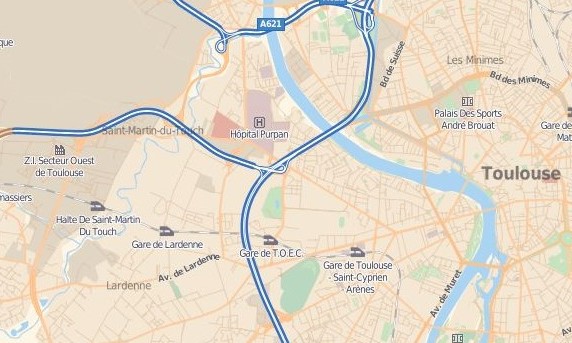 A621
Bd de Suisse
Les Minimes
Bd des Minimes
Palais Des Sports
André Brouat
Gare de
Mat
Saint-Martin-du-Touch
Hôpital Purpan
Z.I. Secteur Ouest
de Toulouse
Toulouse
massiers
Halte De Saint-Martin
Du Touch
Gare de Lardenne
Gare de T.O.E.C.
Gare de Toulouse
- Saint-Cyprien
Arènes
Av. de Lardenne
Lardenne
Av. de Muret